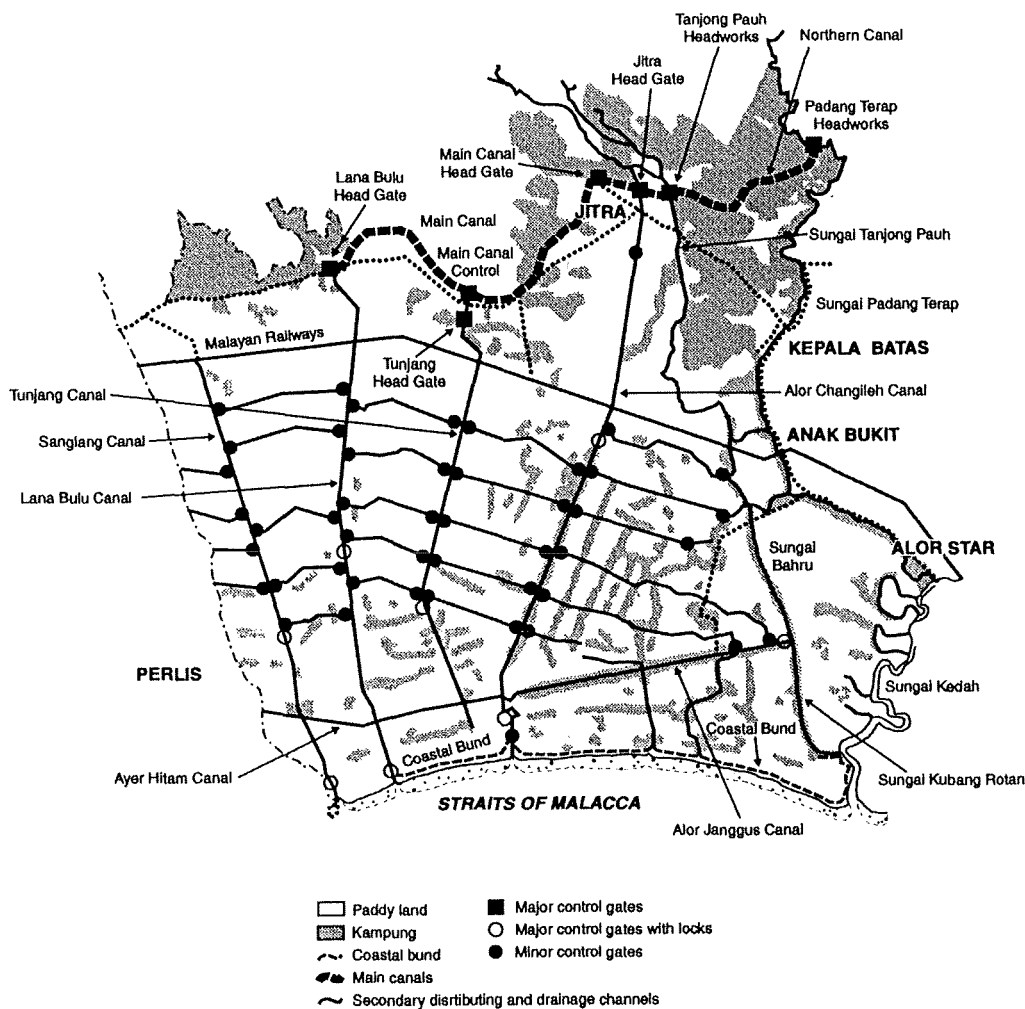 Tanjong Pauh
Headworks
Northern Canal
Jitra
Head Gate
Padang Terap
Headworks
Main Canal
Head Gate
Lana Bulu
Head Gate
JITRA
Main Canal
Main Canal
Control
Sungai Tanjong Pauh
Sungai Padang Terap
Malayan Railways
KEPALA BATAS
Tunjang
Head Gate
Tunjang Canal
Alor Changileh Canal
Sanglang Canal
ANAK BUKIT
Lana Bulu Canal
Sungai
Bahru
ALOR STAR
PERLIS
Sungai Kedah
Coastal Bund
Coastal Bund
Ayer Hitam Canal
Sungai Kubang Rotan
STRAITS OF MALACCA
Alor Janggus Canal
Paddy land
Kampung
Coastal bund
Main canals
Secondary disrtibuting and drainage channels
Major control gates
Major control gates with locks
Minor control gates